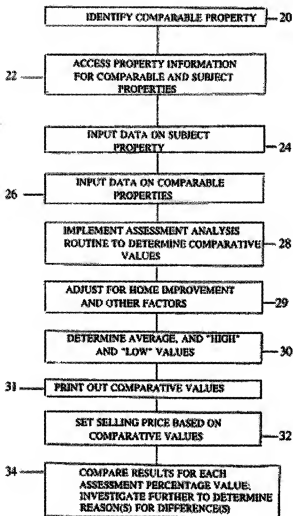 IDENTIFY COMPARABLE PROPERTY
20
22
ACCESS PROPERTY INFORMATION
FOR COMPARABLE AND SUBJECT
PROPERTIES
INPUT DATA ON SUBJECT
PROPERTY
24
26
INPUT DATA ON COMPARABLE
PROPERTIES
IMPLEMENT ASSESSMENT ANALYSIS
ROUTINE TO DETERMINE COMPARATIVE
VALUES
28
ADJUST FOR HOME IMPROVEMENT
AND OTHER FACTORS
29
DETERMINE AVERAGE, AND "HIGH"
AND "LOW" VALUES
30
31
PRINT OUT COMPARATIVE VALUES
SET SELLING PRICE BASED ON
COMPARATIVE VALUES
32
34
COMPARE RESULTS FOR EACH
ASSESSMENT PERCENTAGE VALUE;
INVESTIGATE FURTHER TO DETERMINE
REASON(S) FOR DIFFERENCE(S)